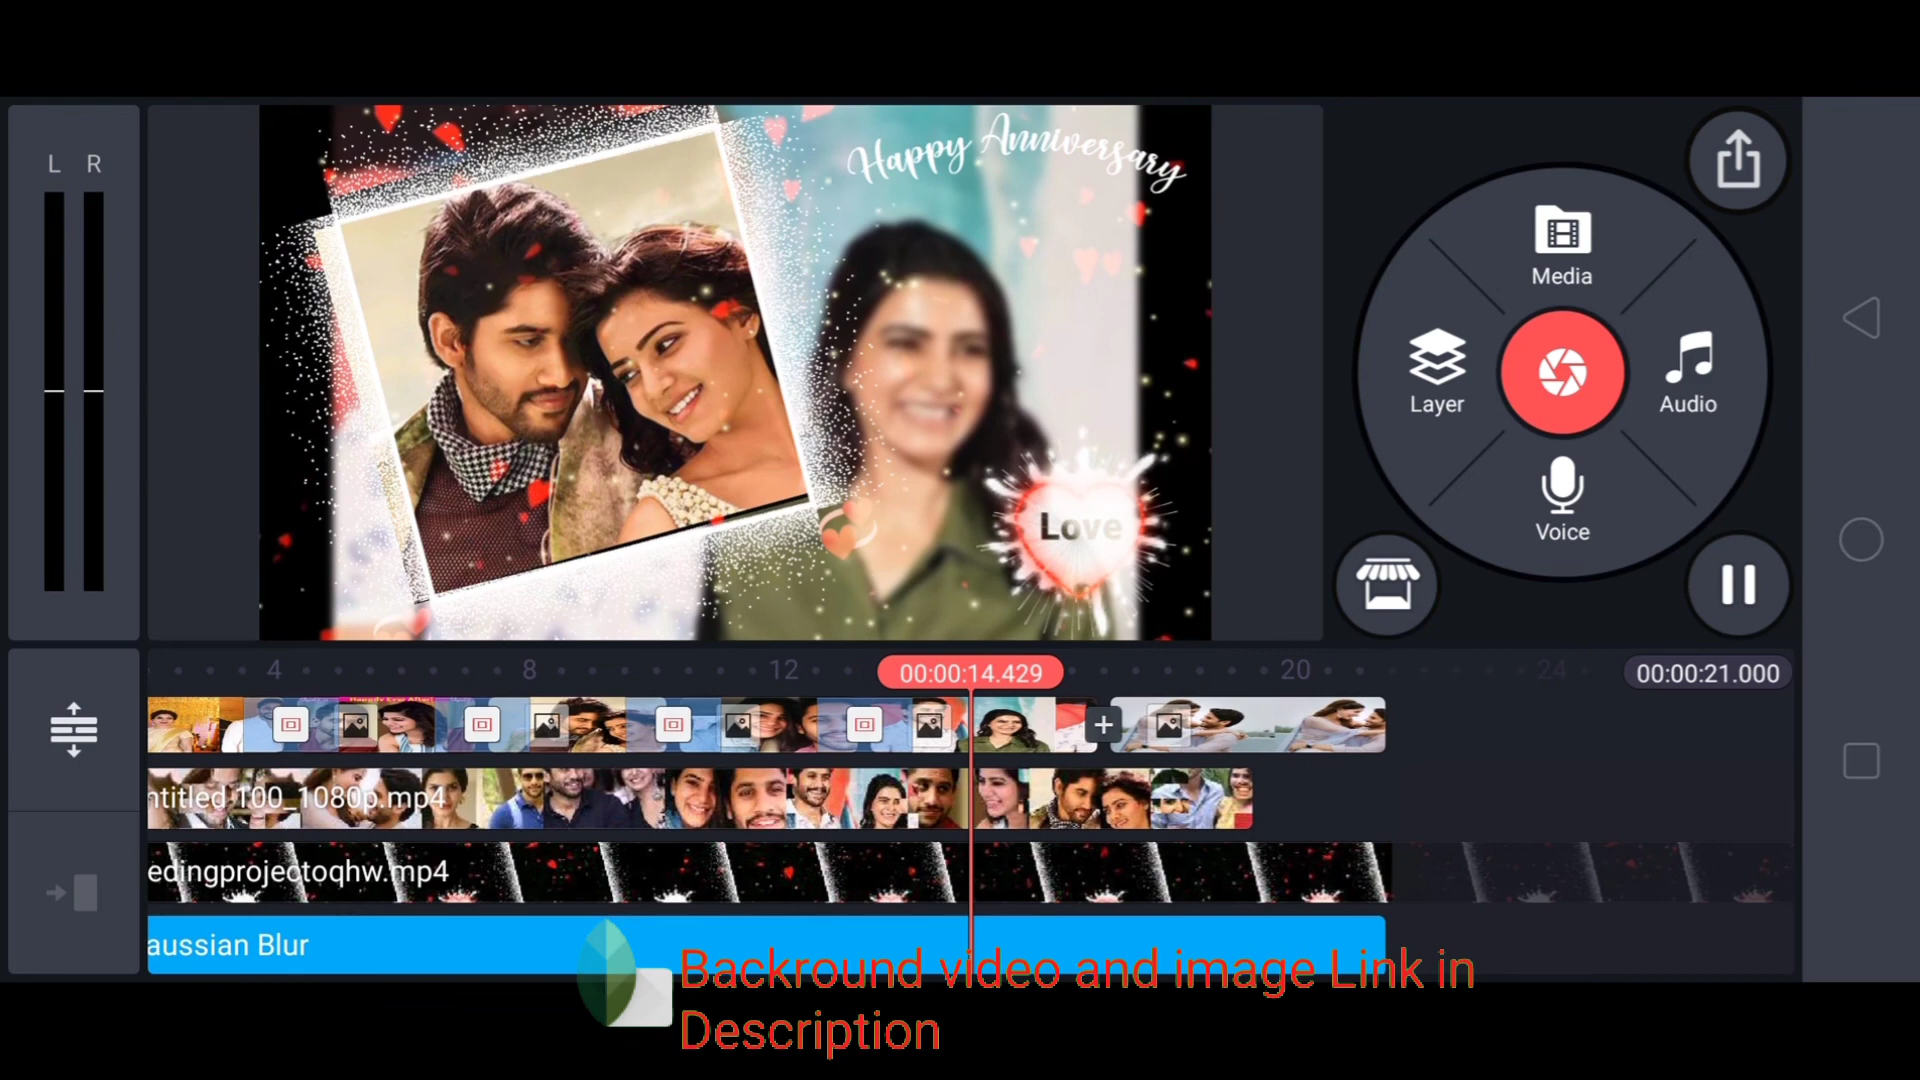 L R
Happy Anniversary
Love
Media
Layer
Audio
Voice
4
8
12
00:00:14.429
20
24
00:00:21.000
ntitled 100_1080p.mp4
edingprojectoqhw.mp4
aussian Blur
Backround video and image Link in
Description